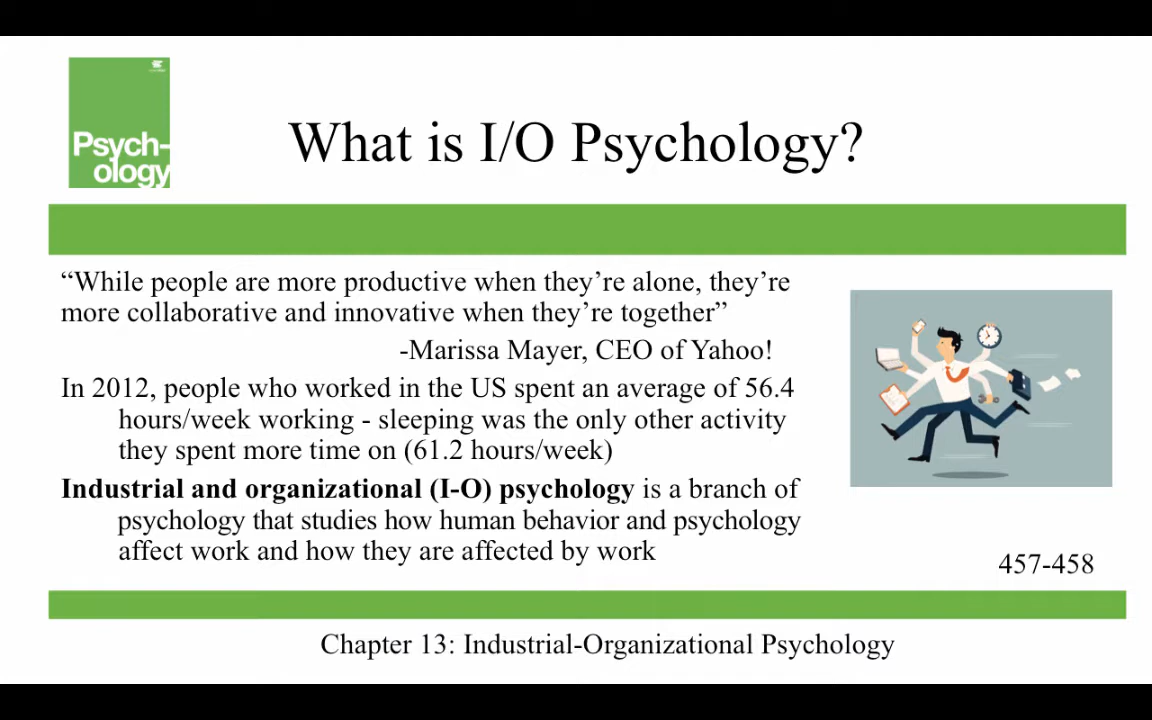 Psych-
ology
What is I/O Psychology?
“While people are more productive when they’re alone, they’re
more collaborative and innovative when they’re together”
-Marissa Mayer, CEO of Yahoo!
In 2012, people who worked in the US spent an average of 56.4
hours/week working - sleeping was the only other activity
they spent more time on (61.2 hours/week)
Industrial and organizational (I-O) psychology is a branch of
psychology that studies how human behavior and psychology
affect work and how they are affected by work
457-458
Chapter 13: Industrial-Organizational Psychology